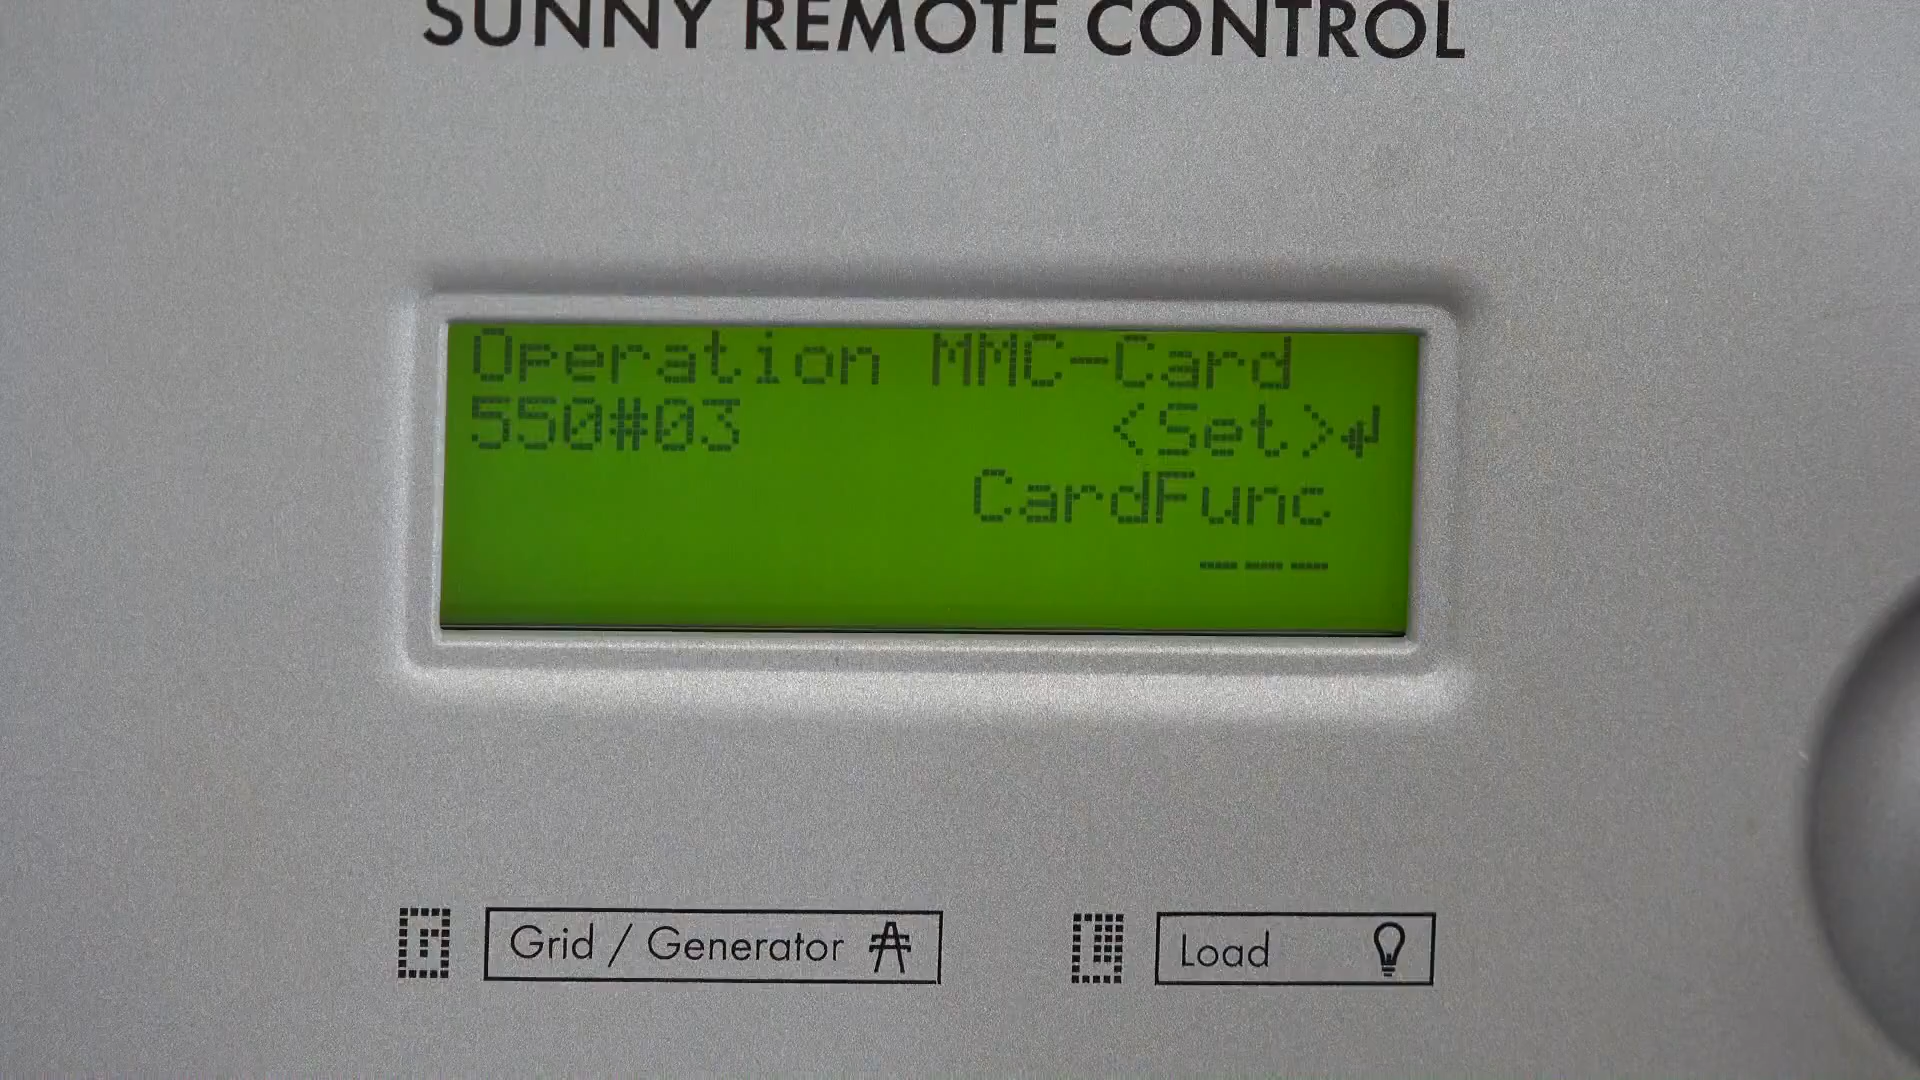 SUNNY REMOTE CONTROL
Operation MMC-Card
550#03 <Set>↵
CardFunc
---
Grid / Generator
Load